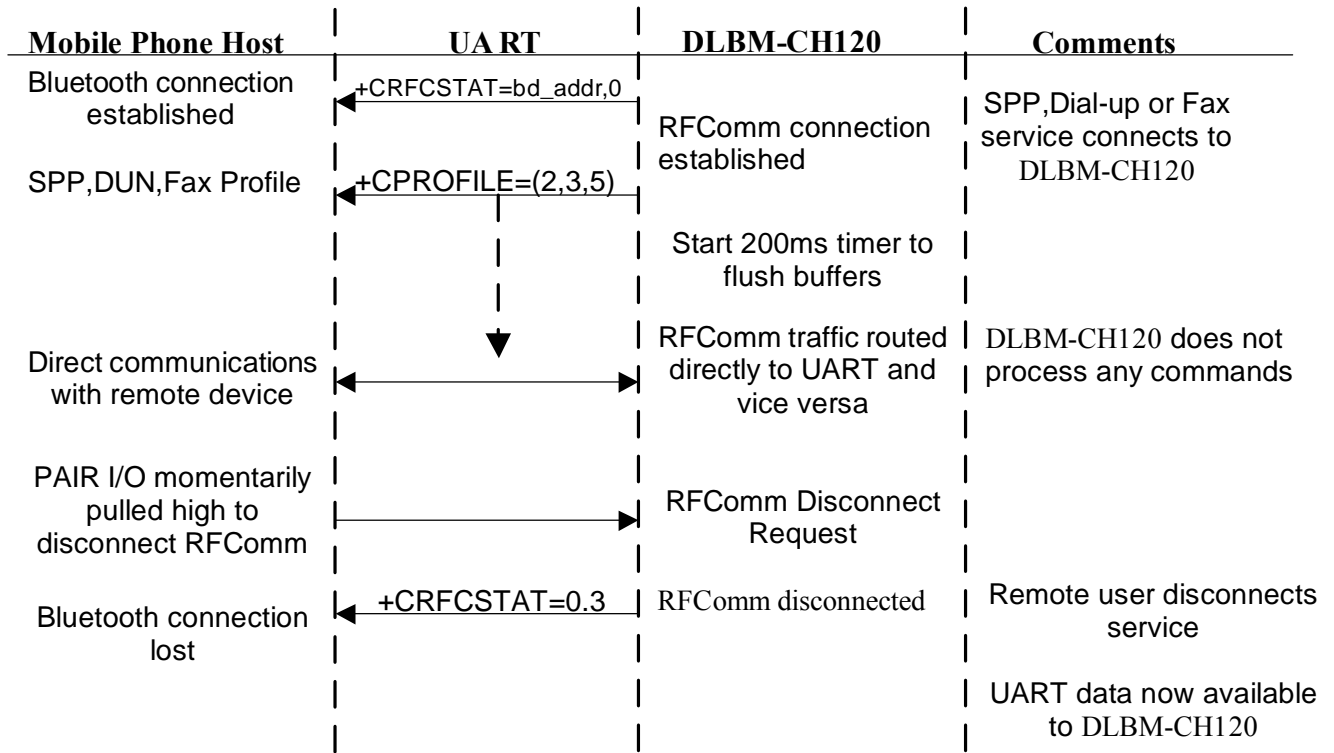 Mobile Phone Host UART DLBM-CH120 Comments
Bluetooth connection
established
+CRFCSTAT=bd_addr,0
RFComm connection
established
SPP,Dial-up or Fax
service connects to
DLBM-CH120
SPP,DUN,Fax Profile
+CPROFILE=(2,3,5)
Start 200ms timer to
flush buffers
Direct communications
with remote device
RFComm traffic routed
directly to UART and
vice versa
DLBM-CH120 does not
process any commands
PAIR I/O momentarily
pulled high to
disconnect RFComm
RFComm Disconnect
Request
Bluetooth connection
lost
+CRFCSTAT=0.3
RFComm disconnected
Remote user disconnects
service
UART data now available
to DLBM-CH120